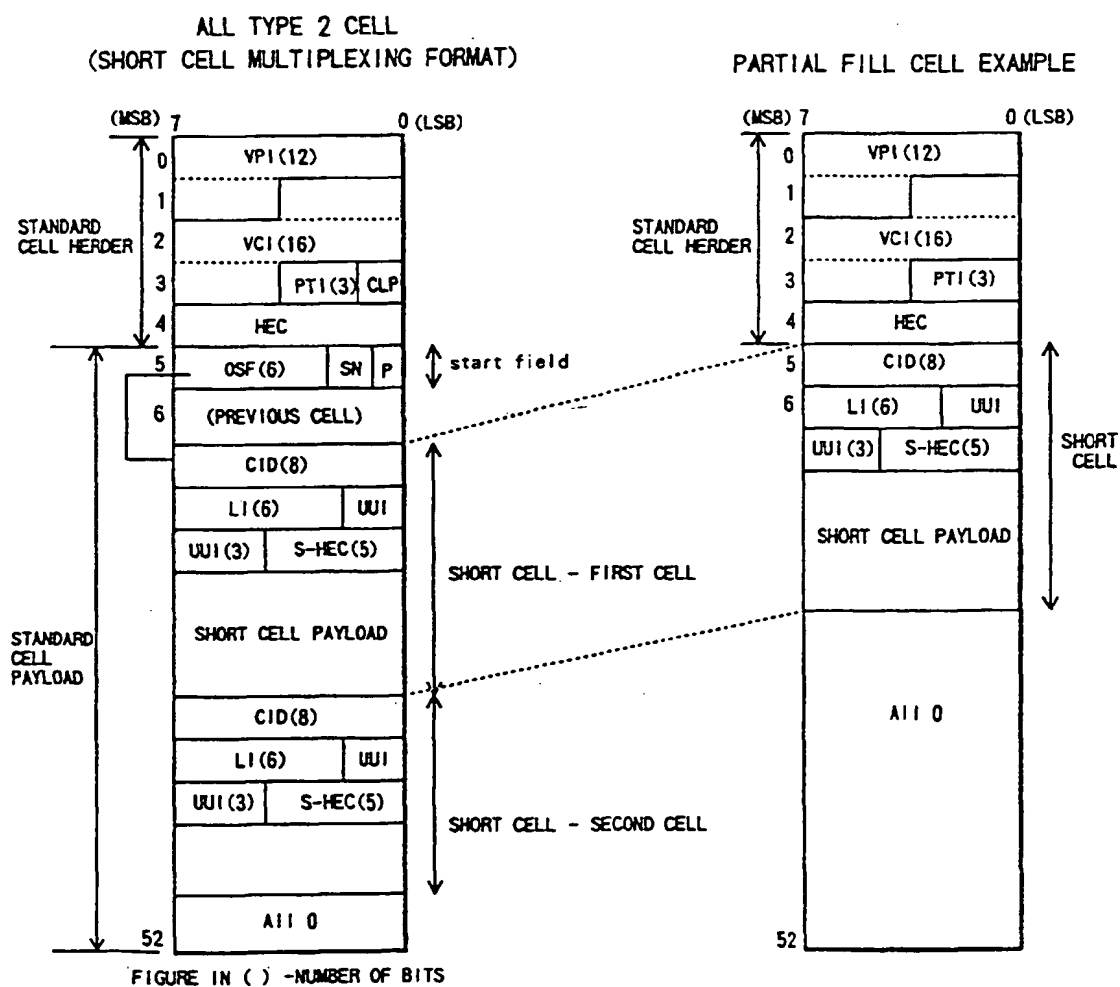 ALL TYPE 2 CELL
(SHORT CELL MULTIPLEXING FORMAT)
(MSB) 7 0 (LSB)
0 VPI(12)
1
2 VCI(16)
3 PTI(3) CLP
4 HEC
STANDARD
CELL HERDER
5 OSF(6) SN P
start field
6 (PREVIOUS CELL)
CID(8)
LI(6) UUI
UUI(3) S-HEC(5)
SHORT CELL PAYLOAD
SHORT CELL - FIRST CELL
STANDARD
CELL
PAYLOAD
CID(8)
LI(6) UUI
UUI(3) S-HEC(5)
SHORT CELL - SECOND CELL
All 0
52
FIGURE IN ( ) -NUMBER OF BITS
PARTIAL FILL CELL EXAMPLE
(MSB) 7 0 (LSB)
0 VPI(12)
1
2 VCI(16)
3 PTI(3)
4 HEC
STANDARD
CELL HERDER
5 CID(8)
6 LI(6) UUI
UUI(3) S-HEC(5)
SHORT CELL PAYLOAD
SHORT
CELL
All 0
52